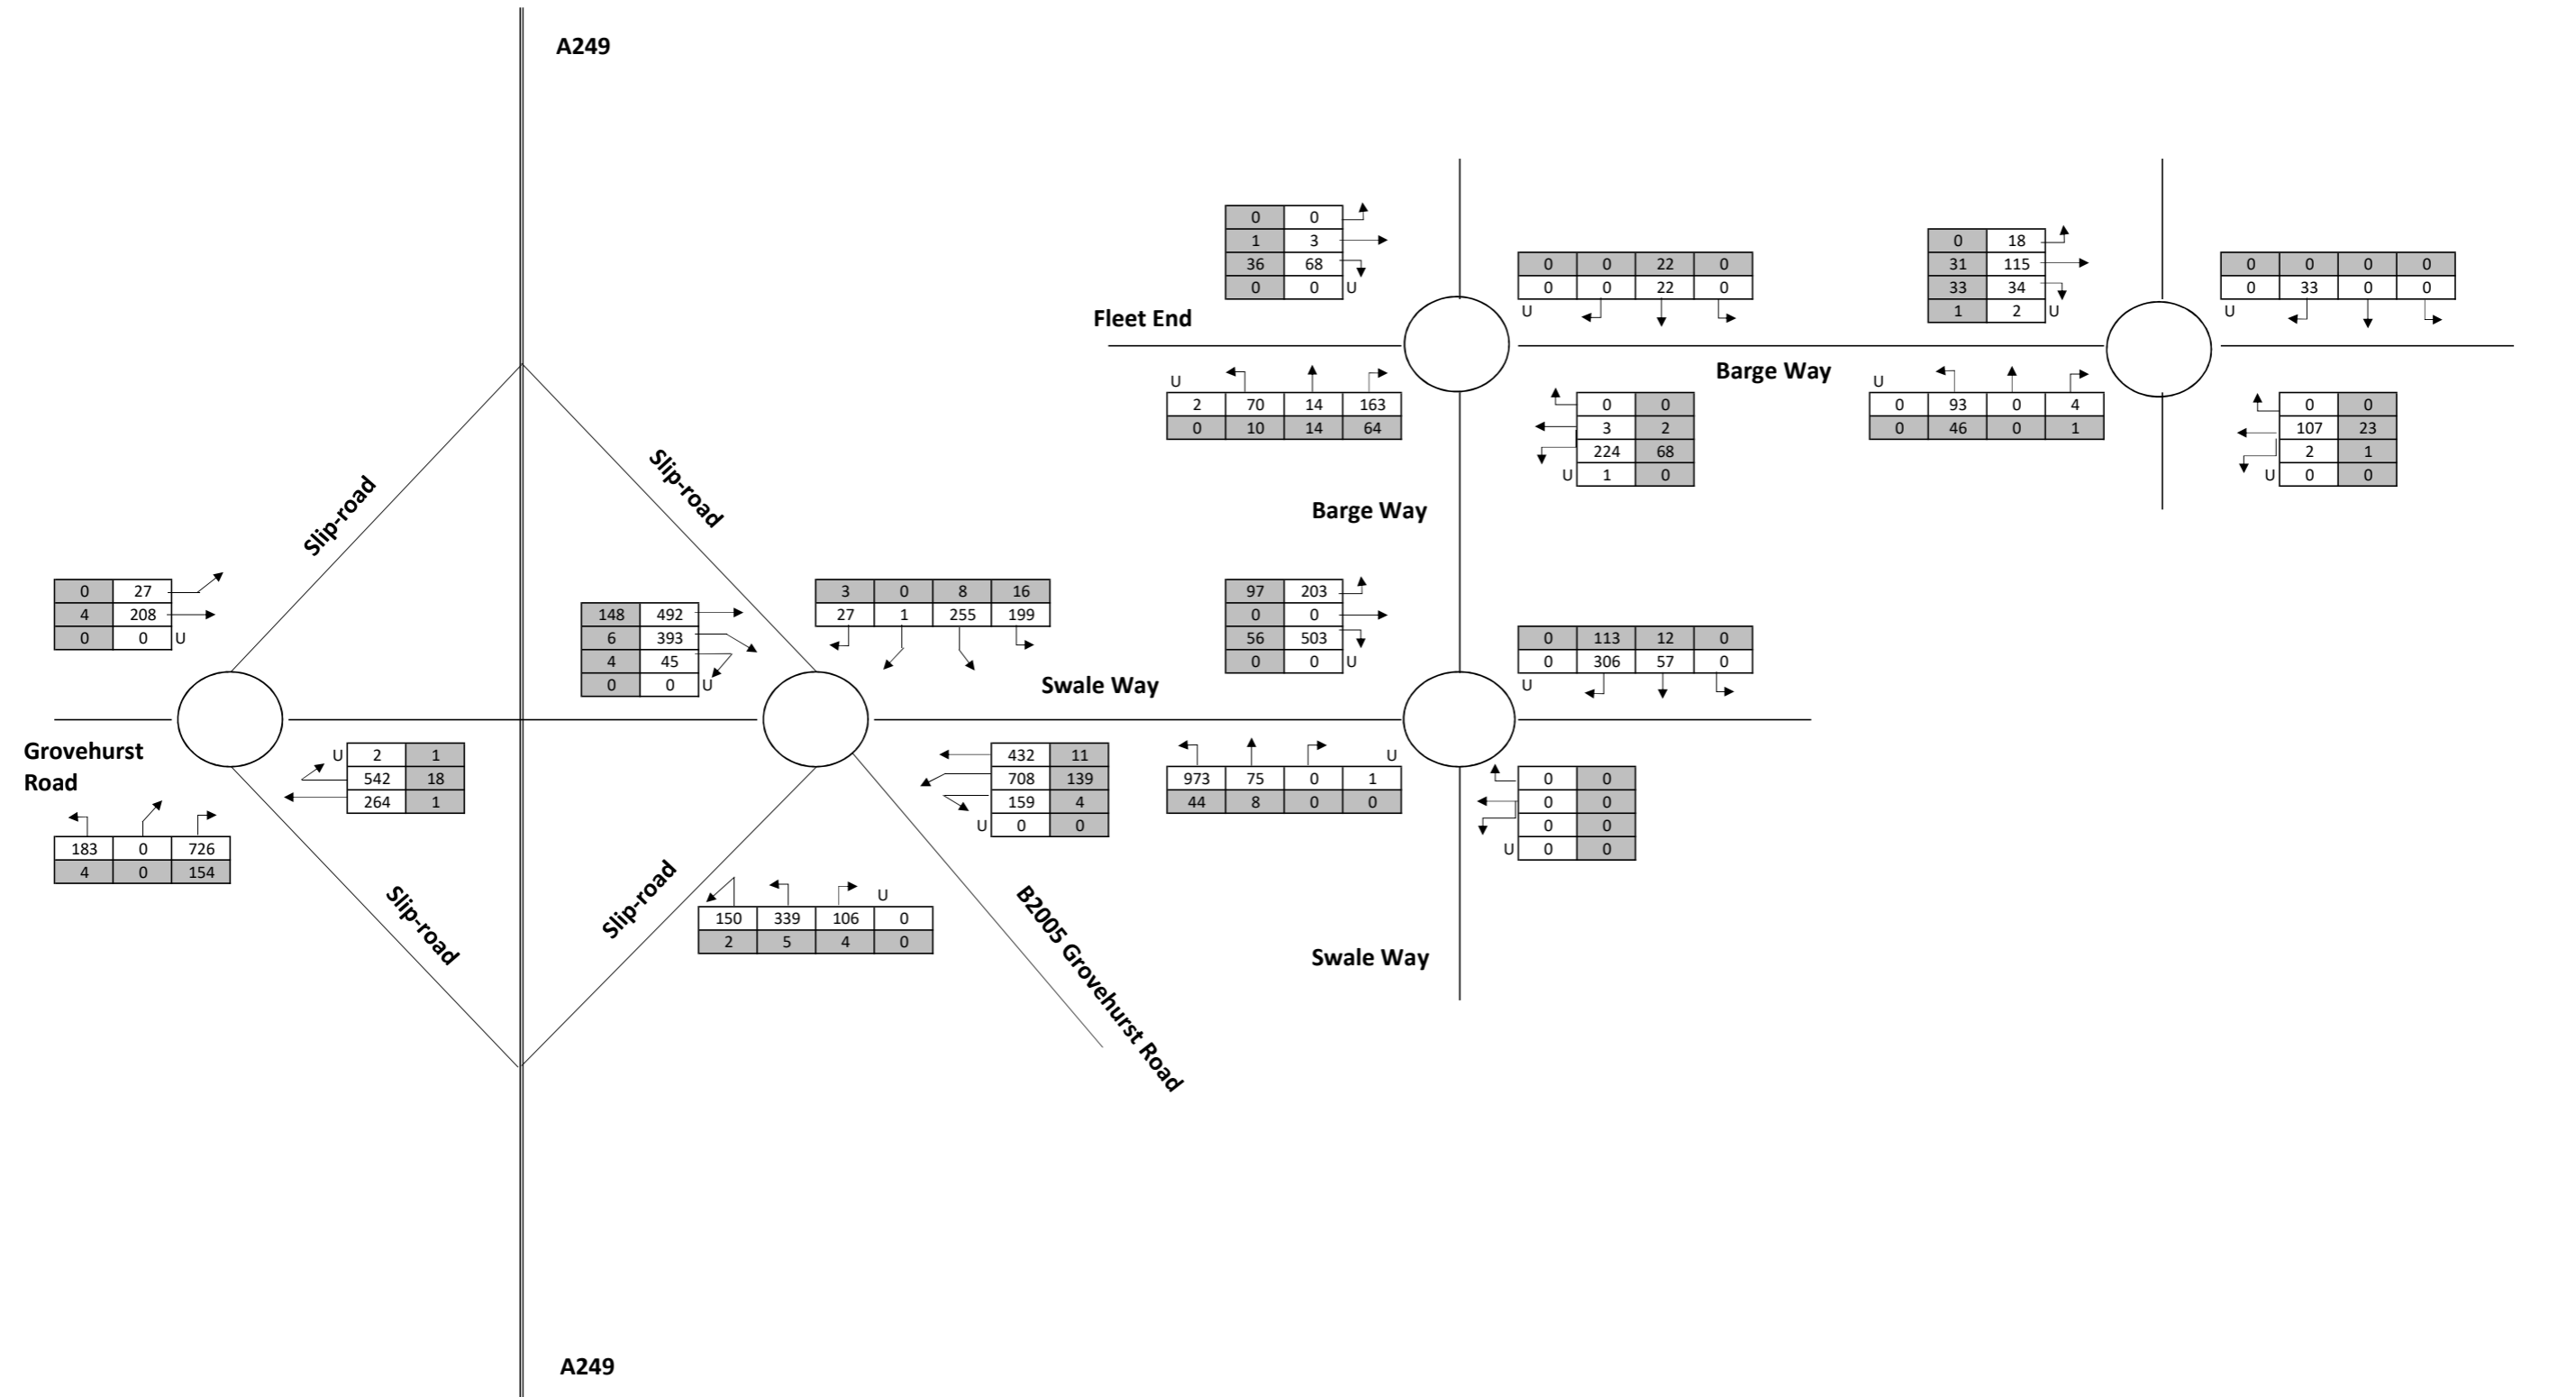 A249
0 0
1 3
36 68
0 0 U
0 0 22 0
0 0 22 0
U
0 18
31 115
33 34
1 2 U
0 0 0 0
0 33 0 0
U
Fleet End
Barge Way
U
2 70 14 163
0 10 14 64
0 0
3 2
224 68
U 1 0
U
0 93 0 4
0 46 0 1
0 0
107 23
2 1
U 0 0
Slip-road
Slip-road
Barge Way
0 27
4 208
0 0 U
148 492
6 393
4 45
0 0 U
3 0 8 16
27 1 255 199
97 203
0 0
56 503
0 0 U
0 113 12 0
0 306 57 0
U
Swale Way
Grovehurst
Road
U 2 1
542 18
264 1
183 0 726
4 0 154
432 11
708 139
159 4
U 0 0
U
973 75 0 1
44 8 0 0
0 0
0 0
0 0
U 0 0
Slip-road
Slip-road
U
150 339 106 0
2 5 4 0
B2005 Grovehurst Road
Swale Way
A249